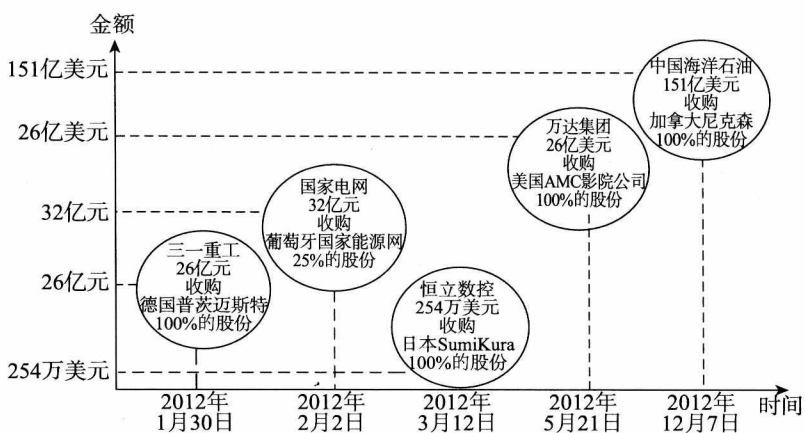 金额
151亿美元
26亿美元
32亿元
26亿元
254万美元
三一重工
26亿元
收购
德国普茨迈斯特
100%的股份
国家电网
32亿元
收购
葡萄牙国家能源网
25%的股份
恒立数控
254万美元
收购
日本SumiKura
100%的股份
万达集团
26亿美元
收购
美国AMC影院公司
100%的股份
中国海洋石油
151亿美元
收购
加拿大尼克森
100%的股份
2012年
1月30日
2012年
2月2日
2012年
3月12日
2012年
5月21日
2012年
12月7日
时间